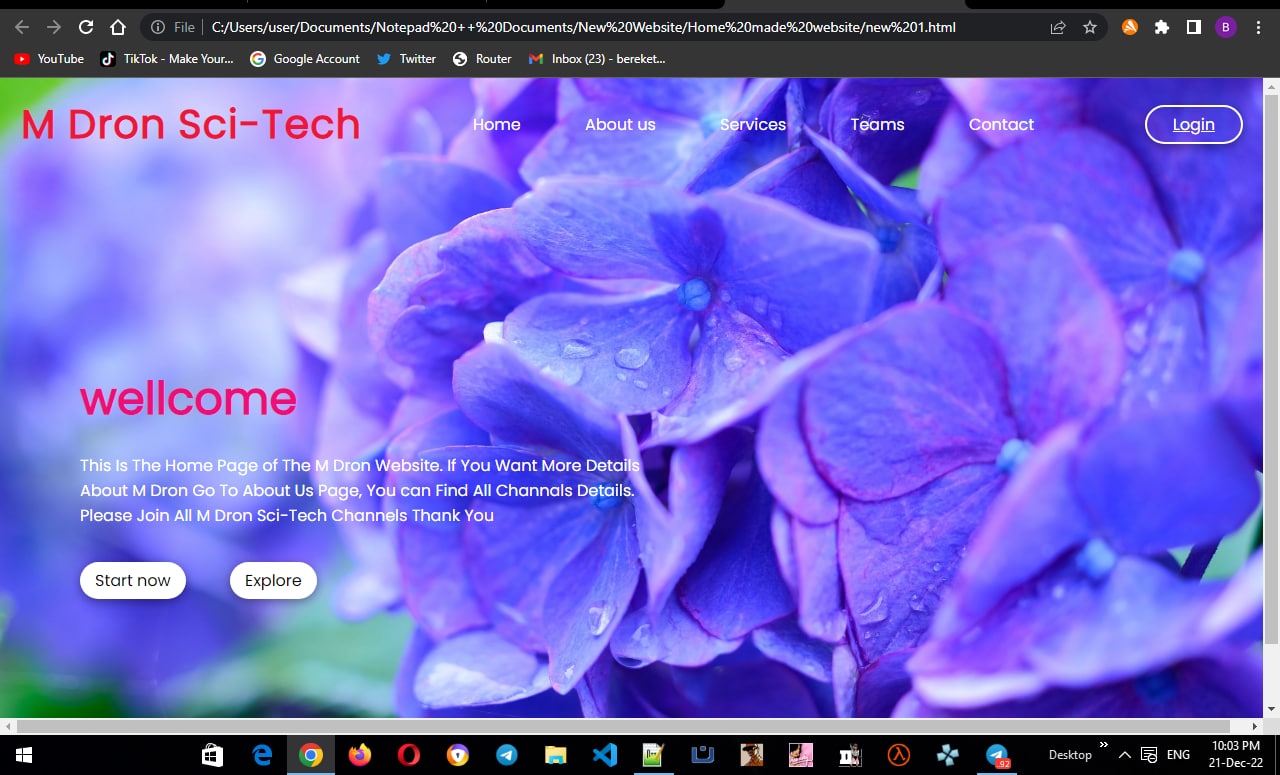 File
C:/Users/user/Documents/Notepad%20++%20Documents/New%20Website/Home%20made%20website/new%201.html
B
YouTube
TikTok - Make Your...
Google Account
Twitter
Router
Inbox (23) - bereket...
M Dron Sci-Tech
Home
About us
Services
Teams
Contact
Login
wellcome
This Is The Home Page of The M Dron Website. If You Want More Details
About M Dron Go To About Us Page, You can Find All Channals Details.
Please Join All M Dron Sci-Tech Channels Thank You
Start now
Explore
92
Desktop
ENG
10:03 PM
21-Dec-22